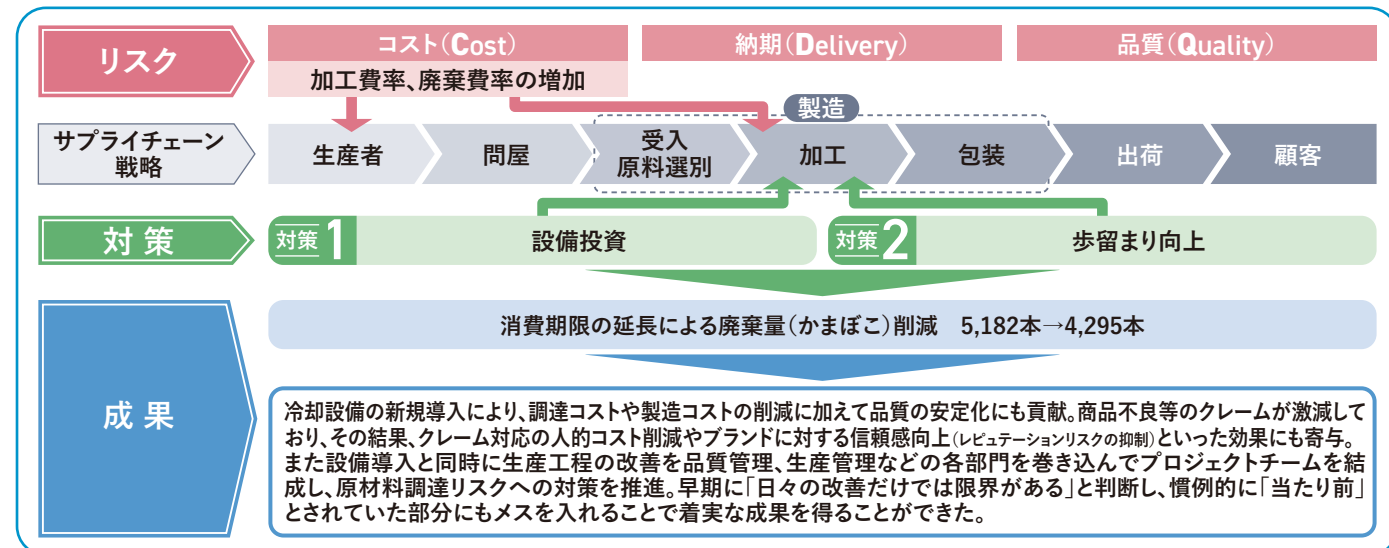 リスク
コスト(Cost)
納期(Delivery)
品質(Quality)
加工費率、廃棄費率の増加
製造
サプライチェーン
戦略
生産者
問屋
受入
原料選別
加工
包装
出荷
顧客
対策
対策1
設備投資
対策2
歩留まり向上
成果
消費期限の延長による廃棄量(かまぼこ)削減　5,182本→4,295本
冷却設備の新規導入により、調達コストや製造コストの削減に加えて品質の安定化にも貢献。商品不良等のクレームが激減して
おり、その結果、クレーム対応の人的コスト削減やブランドに対する信頼感向上(レピュテーションリスクの抑制)といった効果にも寄与。
また設備導入と同時に生産工程の改善を品質管理、生産管理などの各部門を巻き込んでプロジェクトチームを結
成し、原材料調達リスクへの対策を推進。早期に「日々の改善だけでは限界がある」と判断し、慣例的に「当たり前」
とされていた部分にもメスを入れることで着実な成果を得ることができた。